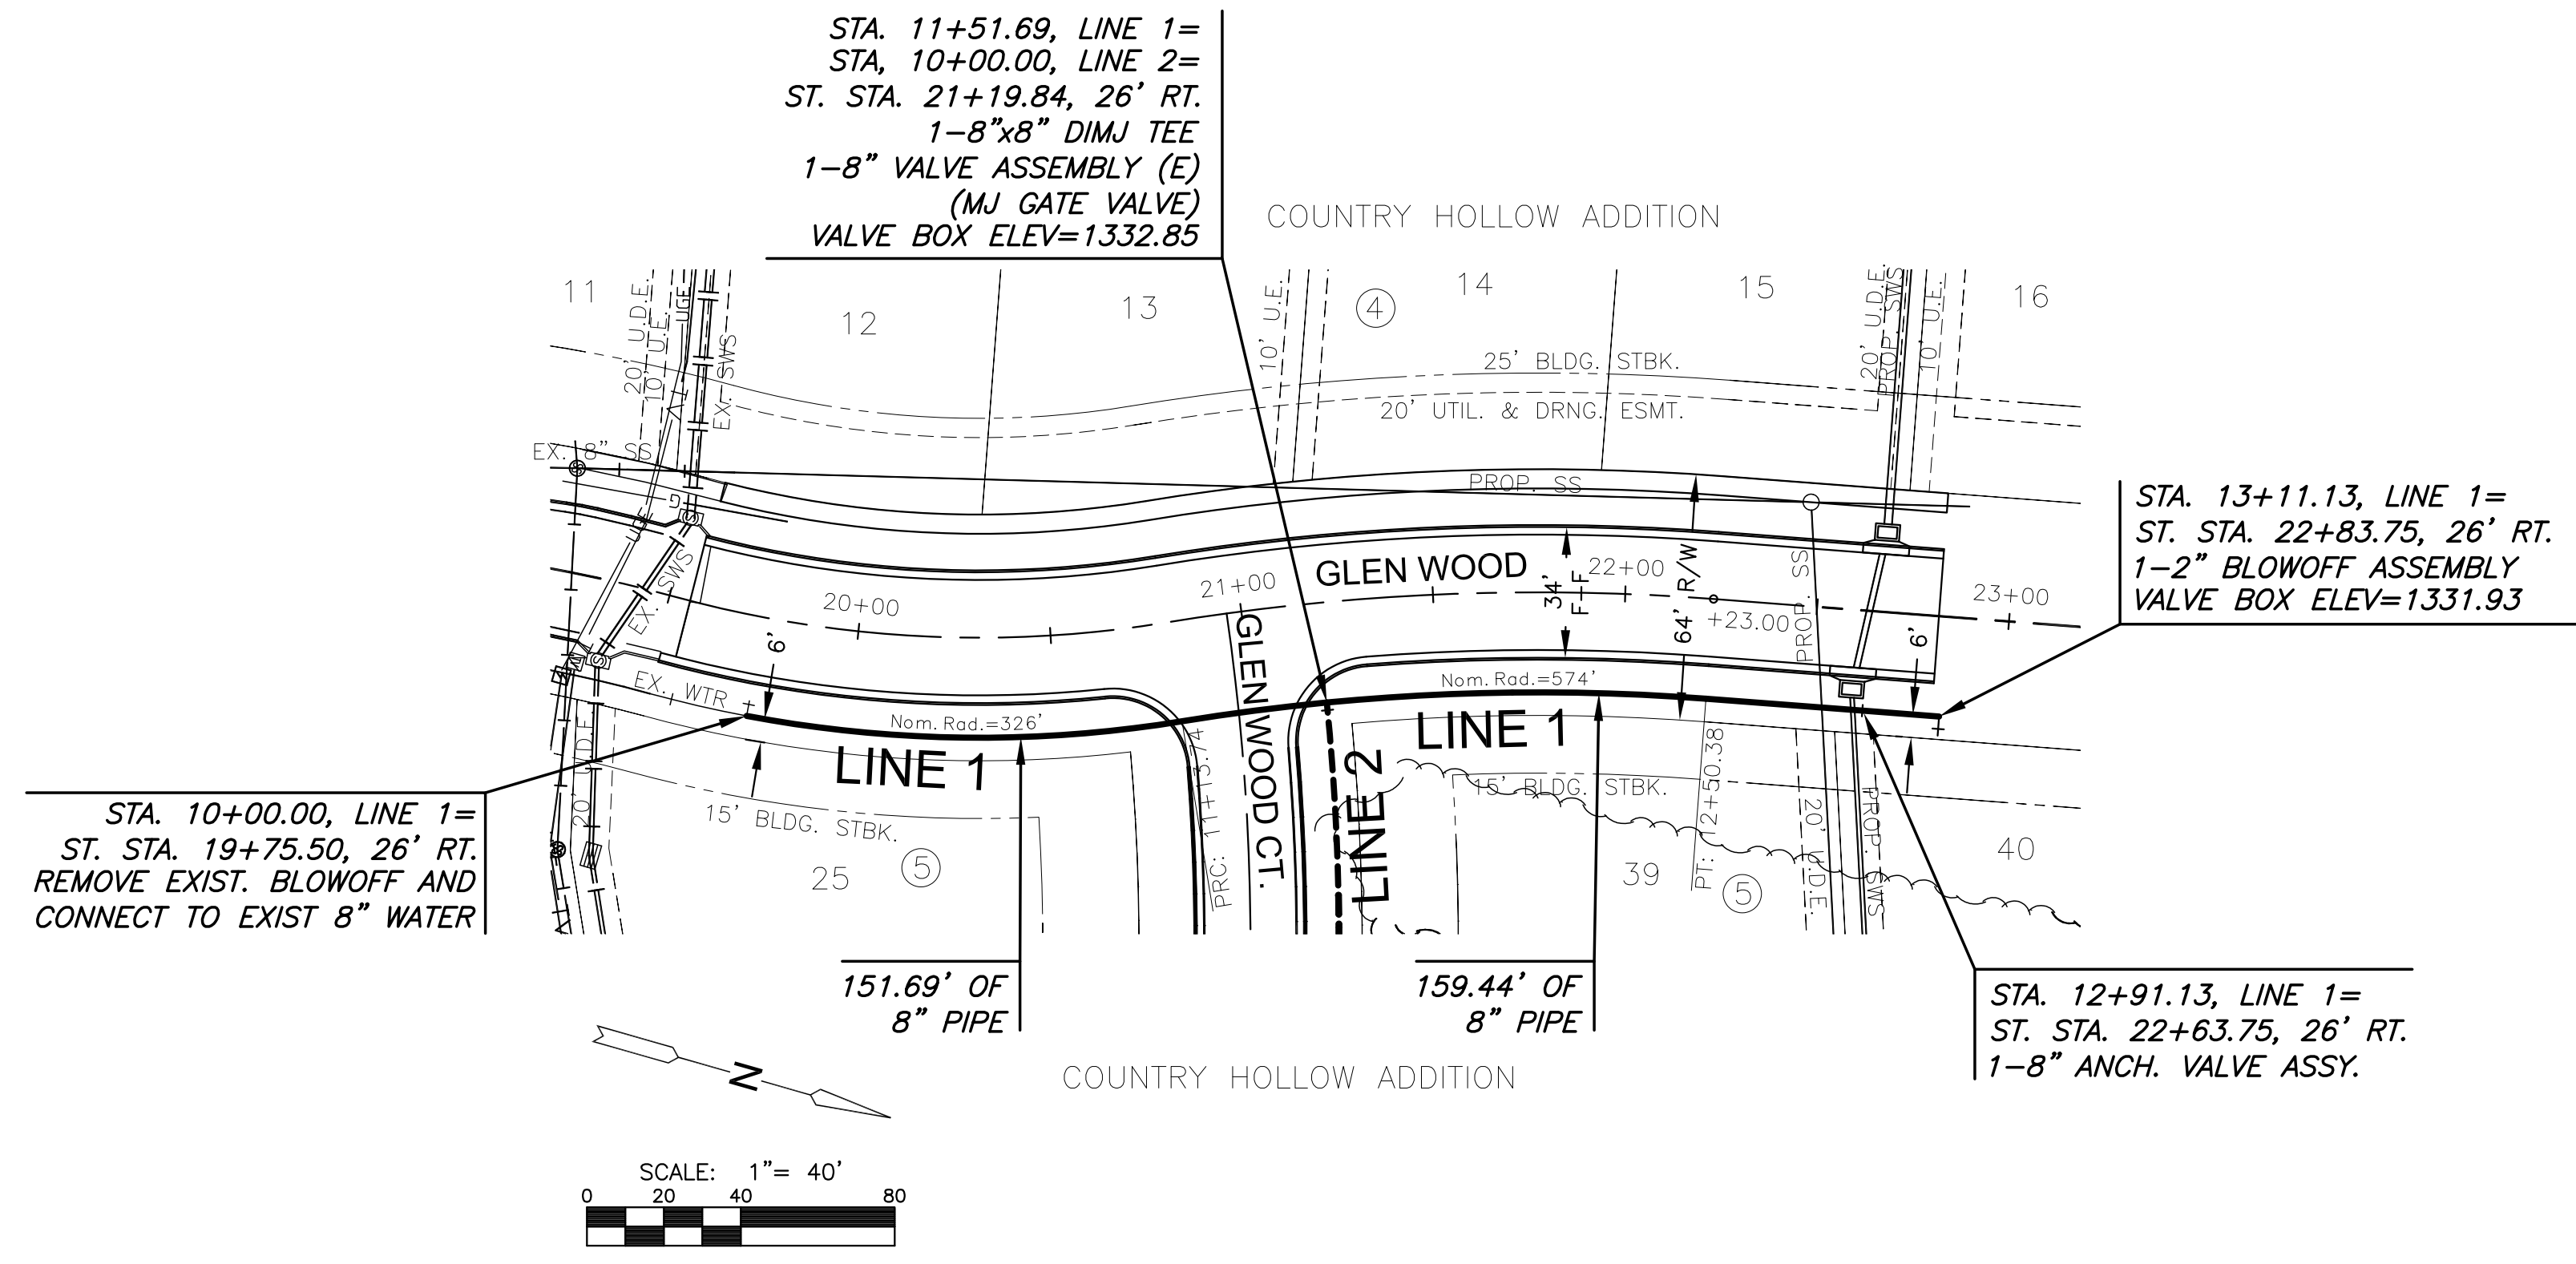 STA. 11+51.69, LINE 1=
STA, 10+00.00, LINE 2=
ST. STA. 21+19.84, 26' RT.
1-8"x8" DIMJ TEE
1-8" VALVE ASSEMBLY (E)
(MJ GATE VALVE)
VALVE BOX ELEV=1332.85
COUNTRY HOLLOW ADDITION
11
20' U.D.E.
10' U.E.
UGE
EX. SWS
12
13
10' U.E.
4
14
15
20' U.D.E.
PROP. SWS
10' U.E.
16
25' BLDG. STBK.
20' UTIL. & DRNG. ESMT.
EX. 8" SS
PROP. SS
G
UGE
S
EX. SWS
S
20+00
21+00
GLEN WOOD
22+00
34'
F-F
64' R/W
+23.00
PROP. SS
23+00
6'
6'
STA. 13+11.13, LINE 1=
ST. STA. 22+83.75, 26' RT.
1-2" BLOWOFF ASSEMBLY
VALVE BOX ELEV=1331.93
EX. WTR
Nom. Rad.=326'
Nom. Rad.=574'
LINE 1
LINE 1
LINE 2
GLEN WOOD CT.
PRC: 11+13.74
PT: 12+50.38
20' U.D.E.
15' BLDG. STBK.
15' BLDG. STBK.
20' U.D.E.
PROP. SWS
25
5
39
5
40
STA. 10+00.00, LINE 1=
ST. STA. 19+75.50, 26' RT.
REMOVE EXIST. BLOWOFF AND
CONNECT TO EXIST 8" WATER
151.69' OF
8" PIPE
159.44' OF
8" PIPE
STA. 12+91.13, LINE 1=
ST. STA. 22+63.75, 26' RT.
1-8" ANCH. VALVE ASSY.
N
COUNTRY HOLLOW ADDITION
SCALE: 1"= 40'
0 20 40 80